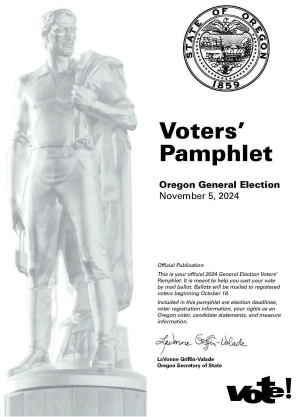 STATE OF OREGON
1859
Voters'
Pamphlet
Oregon General Election
November 5, 2024
Official Publication
This is your official 2024 General Election Voters'
Pamphlet. It is meant to help you cast your vote
by mail ballot. Ballots will be mailed to registered
voters beginning October 16.
Included in this pamphlet are election deadlines,
voter registration information, your rights as an
Oregon voter, candidate statements, and measure
information.
LaVonne Griffin-Valade
LaVonne Griffin-Valade
Oregon Secretary of State
vote!